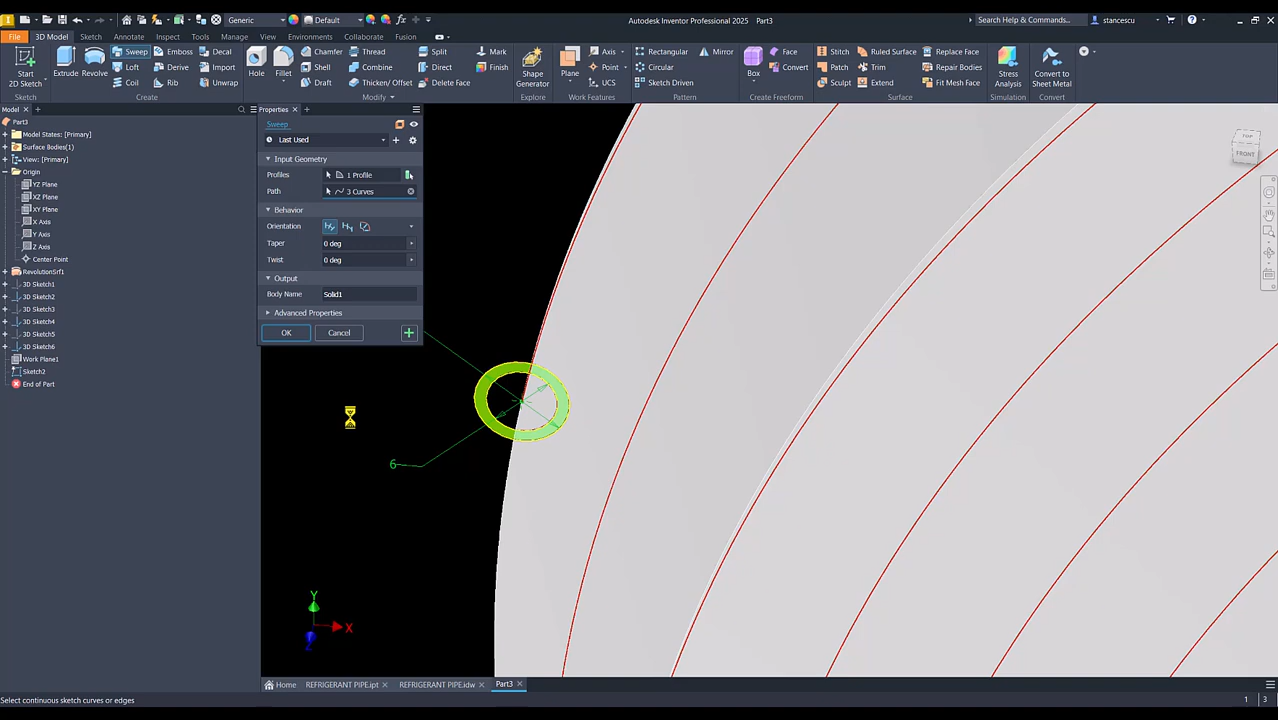 Generic
Default
Autodesk Inventor Professional 2025 Part3
Search Help & Commands...
stancescu
File 3D Model Sketch Annotate Inspect Tools Manage View Environments Collaborate Fusion
Start 2D Sketch
Extrude
Revolve
Sweep
Emboss
Decal
Loft
Derive
Import
Coil
Rib
Unwrap
Hole
Fillet
Chamfer
Thread
Shell
Combine
Draft
Thicken/ Offset
Split
Direct
Delete Face
Mark
Finish
Shape Generator
Plane
Axis
Point
UCS
Rectangular
Mirror
Circular
Sketch Driven
Box
Face
Convert
Stitch
Ruled Surface
Replace Face
Patch
Trim
Repair Bodies
Sculpt
Extend
Fit Mesh Face
Stress Analysis
Convert to Sheet Metal
Sketch
Create
Modify
Explore
Work Features
Pattern
Create Freeform
Surface
Simulation
Convert
Model
Part3
Model States: [Primary]
Surface Bodies(1)
View: [Primary]
Origin
YZ Plane
XZ Plane
XY Plane
X Axis
Y Axis
Z Axis
Center Point
RevolutionSrf1
3D Sketch1
3D Sketch2
3D Sketch3
3D Sketch4
3D Sketch5
3D Sketch6
Work Plane1
Sketch2
End of Part
Properties
Sweep
Last Used
Input Geometry
Profiles 1 Profile
Path 3 Curves
Behavior
Orientation
Taper 0 deg
Twist 0 deg
Output
Body Name Solid1
Advanced Properties
OK Cancel
6
TOP
FRONT
Y
X
Z
Home REFRIGERANT PIPE.ipt REFRIGERANT PIPE.idw Part3
Select continuous sketch curves or edges
1 3